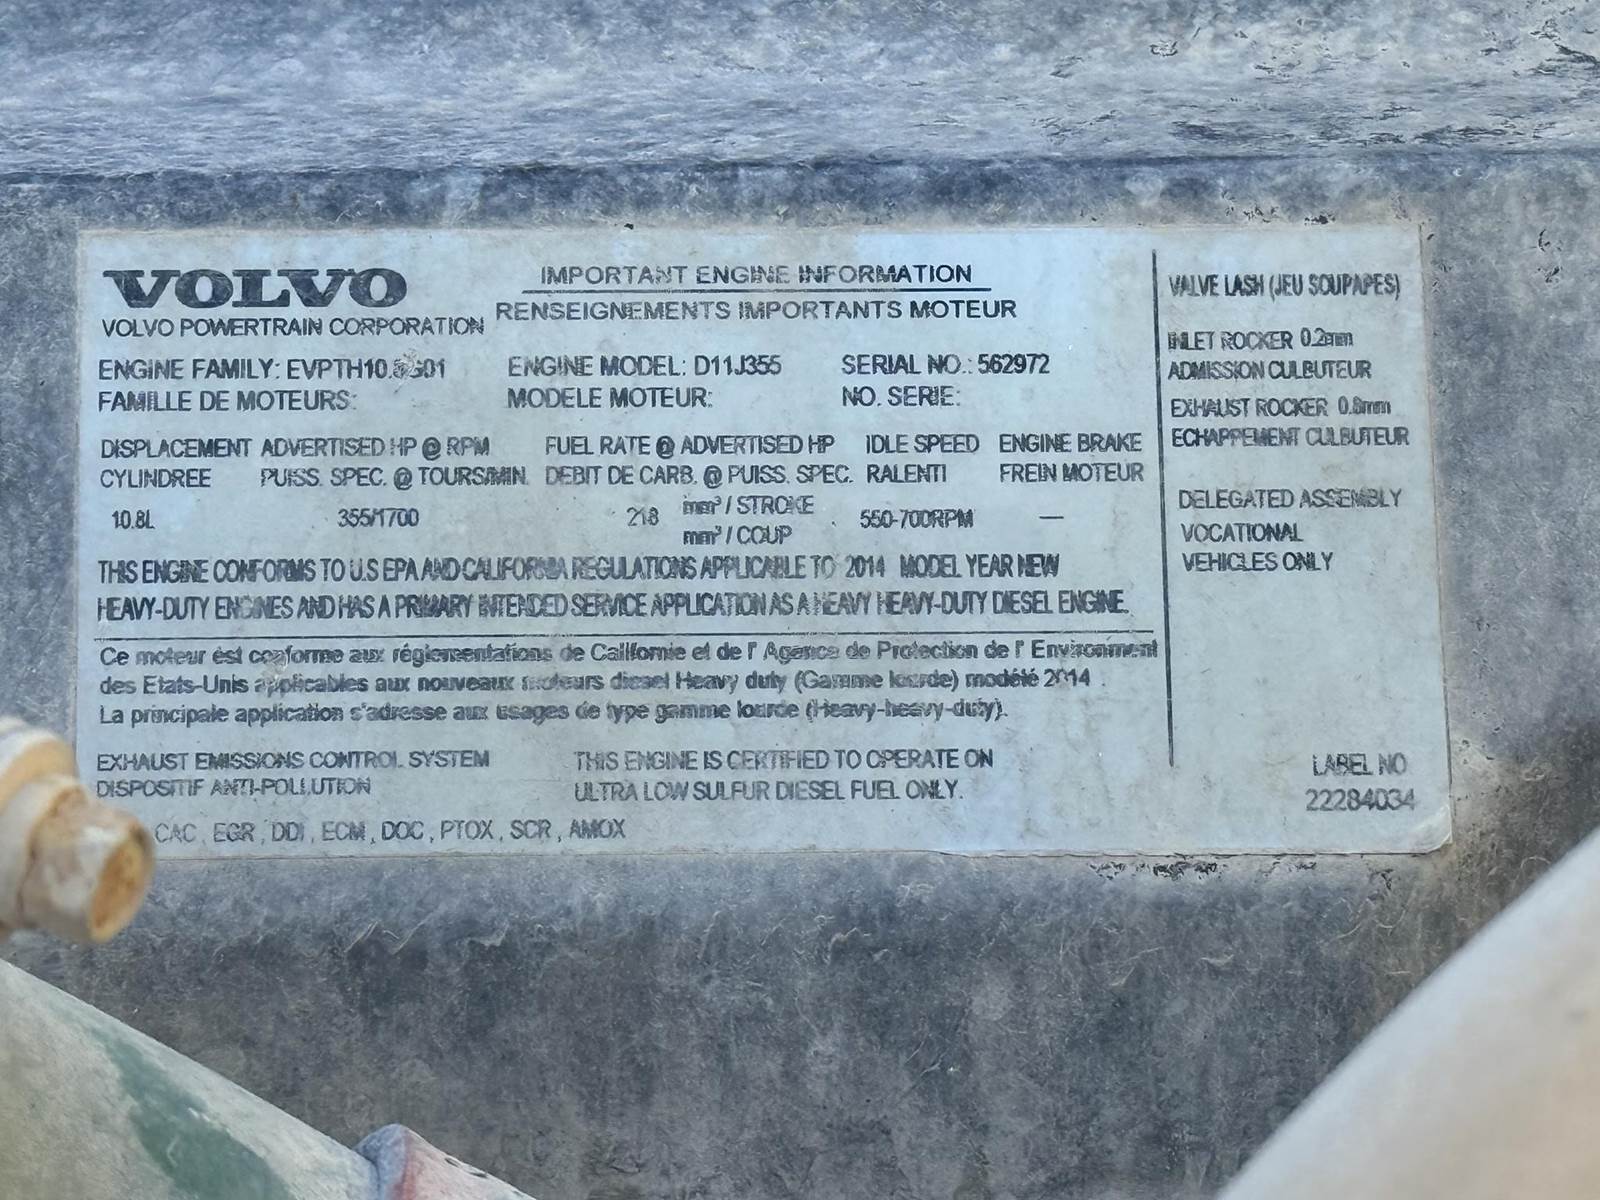 VOLVO
VOLVO POWERTRAIN CORPORATION
IMPORTANT ENGINE INFORMATION
RENSEIGNEMENTS IMPORTANTS MOTEUR
ENGINE FAMILY: ENGINE MODEL: D11J355 SERIAL NO.: 562972
FAMILLE DE MOTEURS: MODELE MOTEUR: NO. SERIE:
DISPLACEMENT ADVERTISED HP @ RPM FUEL RATE @ ADVERTISED HP IDLE SPEED ENGINE BRAKE
CYLINDREE PUISS. SPEC. @ TOURS/MIN. DEBIT DE CARB. @ PUISS. SPEC. RALENTI FREIN MOTEUR
10.8L 355/1700 218 mm³ / STROKE 550-700RPM —
mm³ / COUP
THIS ENGINE CONFORMS TO U.S EPA AND CALIFORNIA REGULATIONS APPLICABLE TO 2014 MODEL YEAR NEW
HEAVY-DUTY ENGINES AND HAS A PRIMARY INTENDED SERVICE APPLICATION AS A HEAVY HEAVY-DUTY DIESEL ENGINE.
Ce moteur est conforme aux réglementations de Californie et de l' Agence de Protection de l' Environment
des Etats-Unis applicables aux nouveaux moteurs diesel Heavy duty (Gamme lourde) modélé 2014 .
La principale application s'adresse aux usages de type gamme lourde (Heavy-heavy-duty).
EXHAUST EMISSIONS CONTROL SYSTEM
DISPOSITIF ANTI-POLLUTION
THIS ENGINE IS CERTIFIED TO OPERATE ON
ULTRA LOW SULFUR DIESEL FUEL ONLY.
CAC , EGR , DDI , ECM , DOC , PTOX , SCR , AMOX
VALVE LASH (JEU SOUPAPES)
INLET ROCKER 0.2mm
ADMISSION CULBUTEUR
EXHAUST ROCKER 0.8mm
ECHAPPEMENT CULBUTEUR
DELEGATED ASSEMBLY
VOCATIONAL
VEHICLES ONLY
LABEL NO
22284034